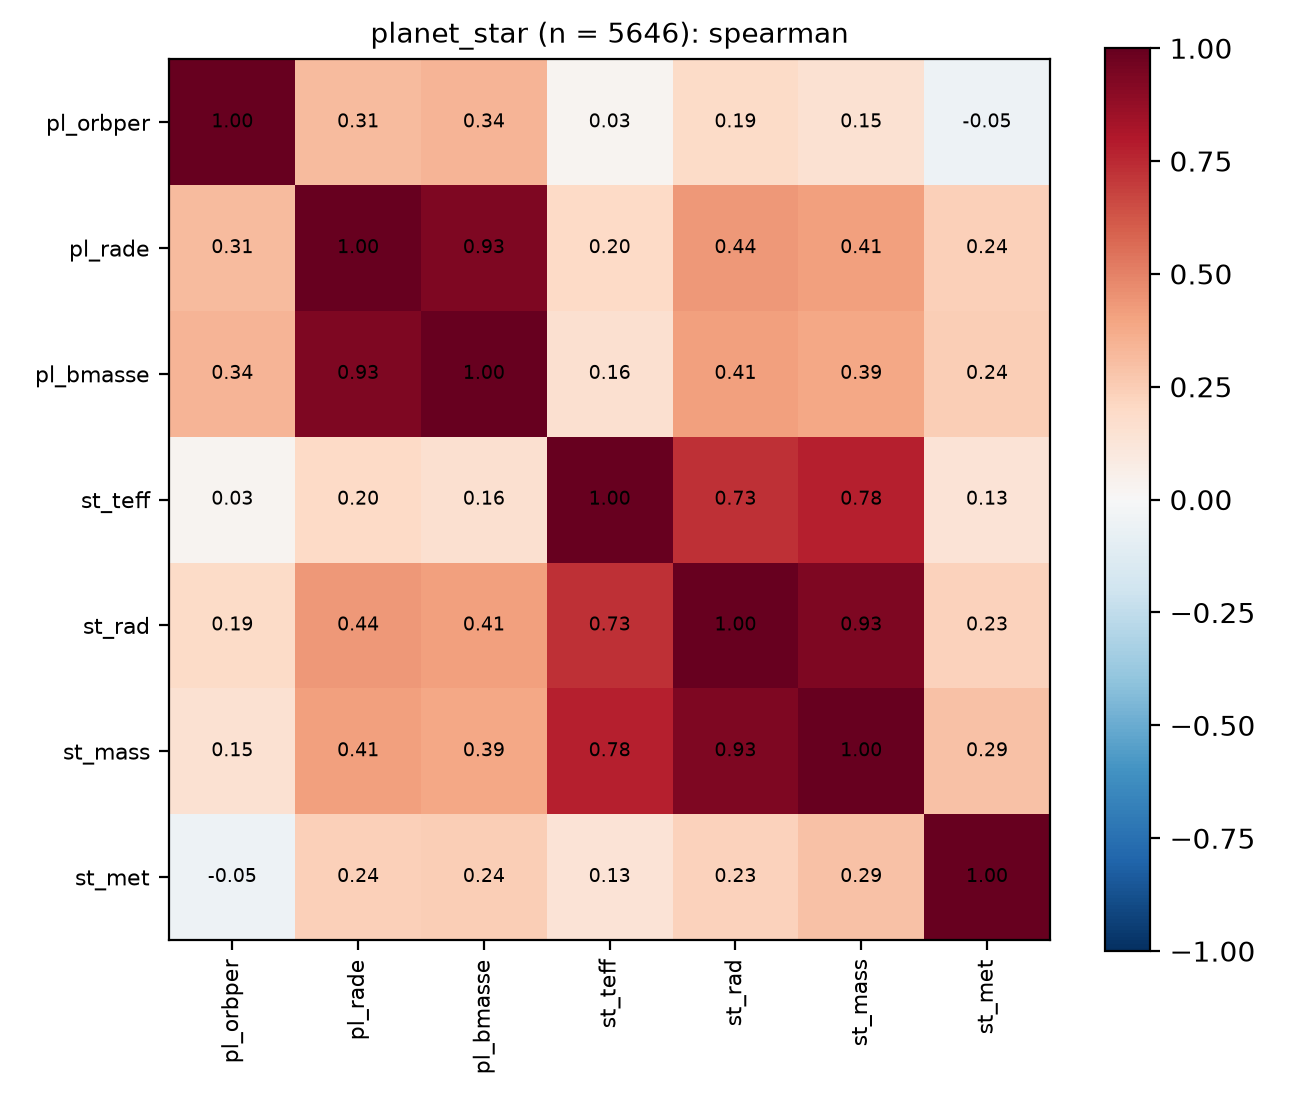 planet_star (n = 5646): spearman
pl_orbper 1.00 0.31 0.34 0.03 0.19 0.15 -0.05
pl_rade 0.31 1.00 0.93 0.20 0.44 0.41 0.24
pl_bmasse 0.34 0.93 1.00 0.16 0.41 0.39 0.24
st_teff 0.03 0.20 0.16 1.00 0.73 0.78 0.13
st_rad 0.19 0.44 0.41 0.73 1.00 0.93 0.23
st_mass 0.15 0.41 0.39 0.78 0.93 1.00 0.29
st_met -0.05 0.24 0.24 0.13 0.23 0.29 1.00
pl_orbper pl_rade pl_bmasse st_teff st_rad st_mass st_met
1.00
0.75
0.50
0.25
0.00
−0.25
−0.50
−0.75
−1.00